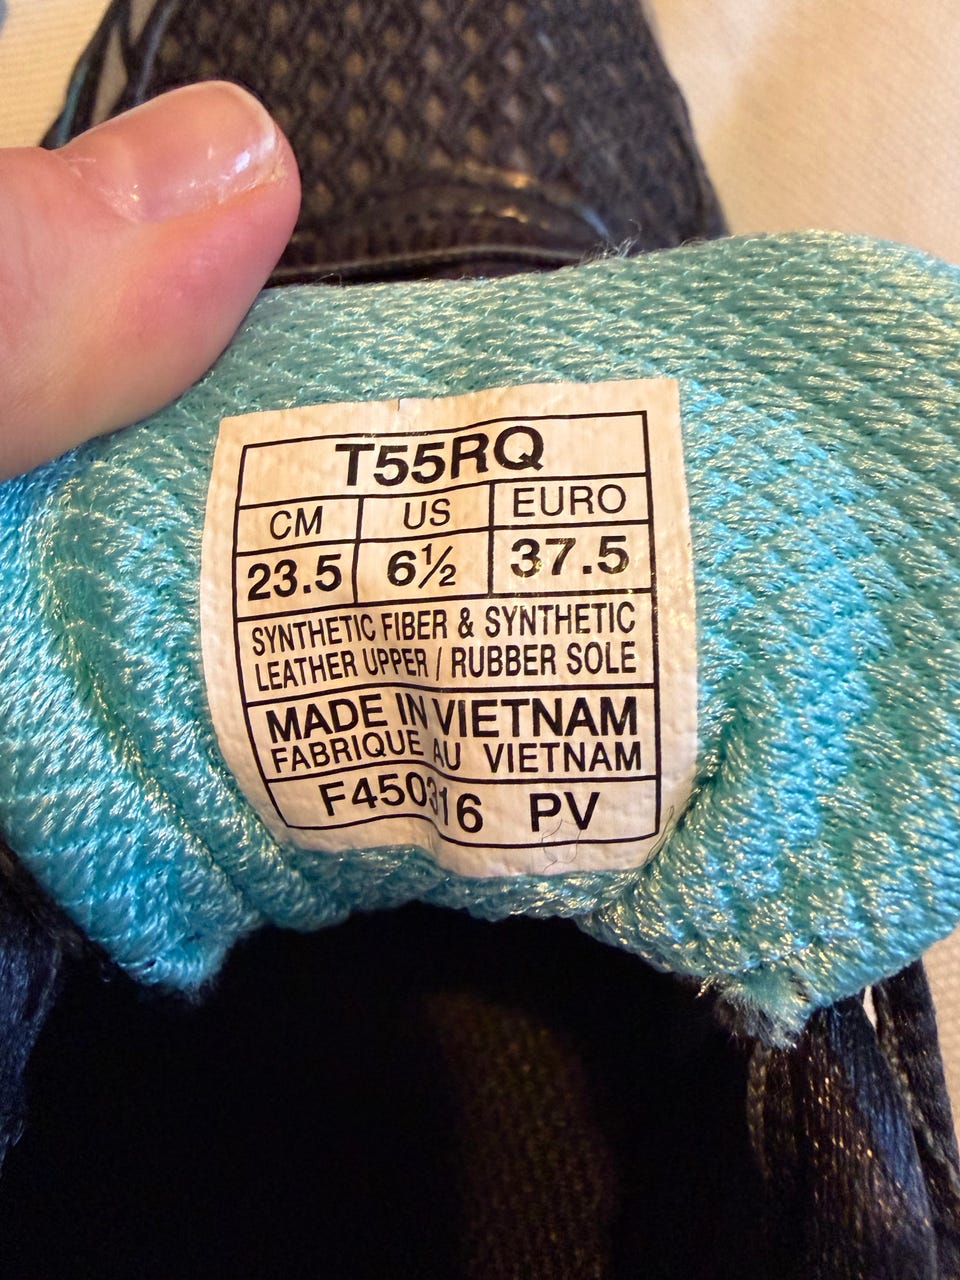 T55RQ
CM US EURO
23.5 6½ 37.5
SYNTHETIC FIBER & SYNTHETIC
LEATHER UPPER / RUBBER SOLE
MADE IN VIETNAM
FABRIQUE AU VIETNAM
F450316 PV